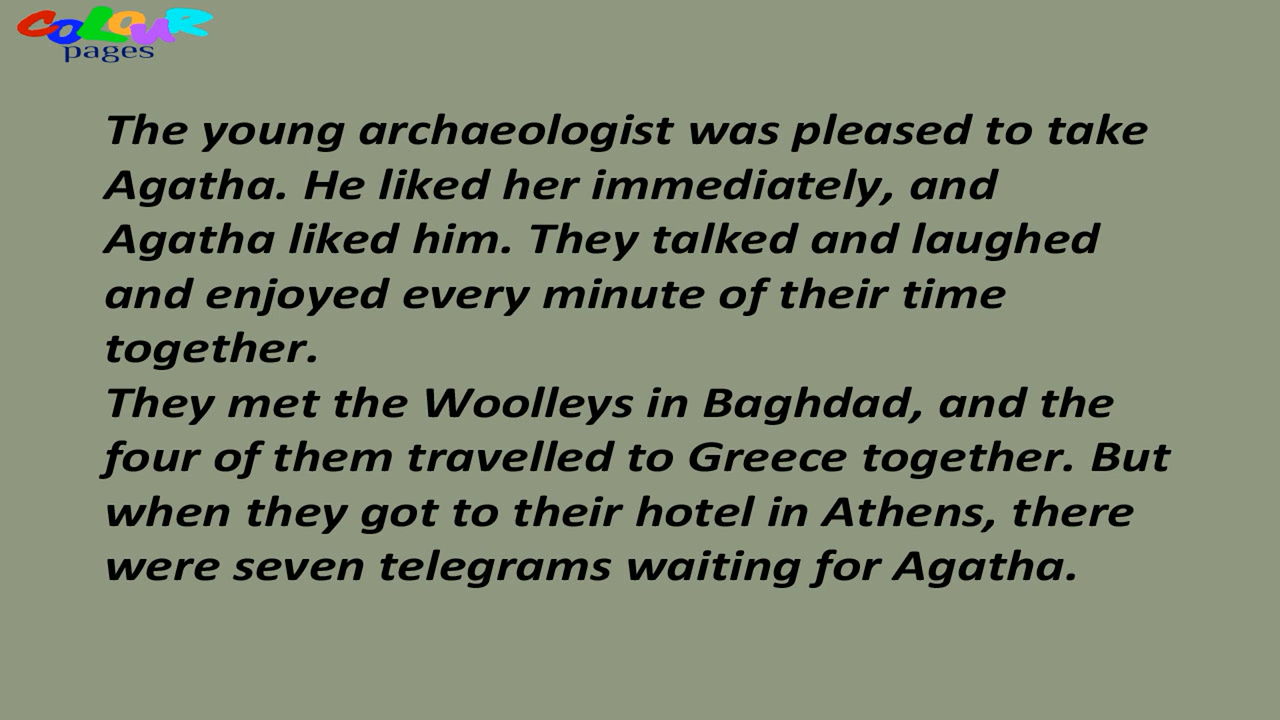 COLOUR
pages
The young archaeologist was pleased to take
Agatha. He liked her immediately, and
Agatha liked him. They talked and laughed
and enjoyed every minute of their time
together.
They met the Woolleys in Baghdad, and the
four of them travelled to Greece together. But
when they got to their hotel in Athens, there
were seven telegrams waiting for Agatha.